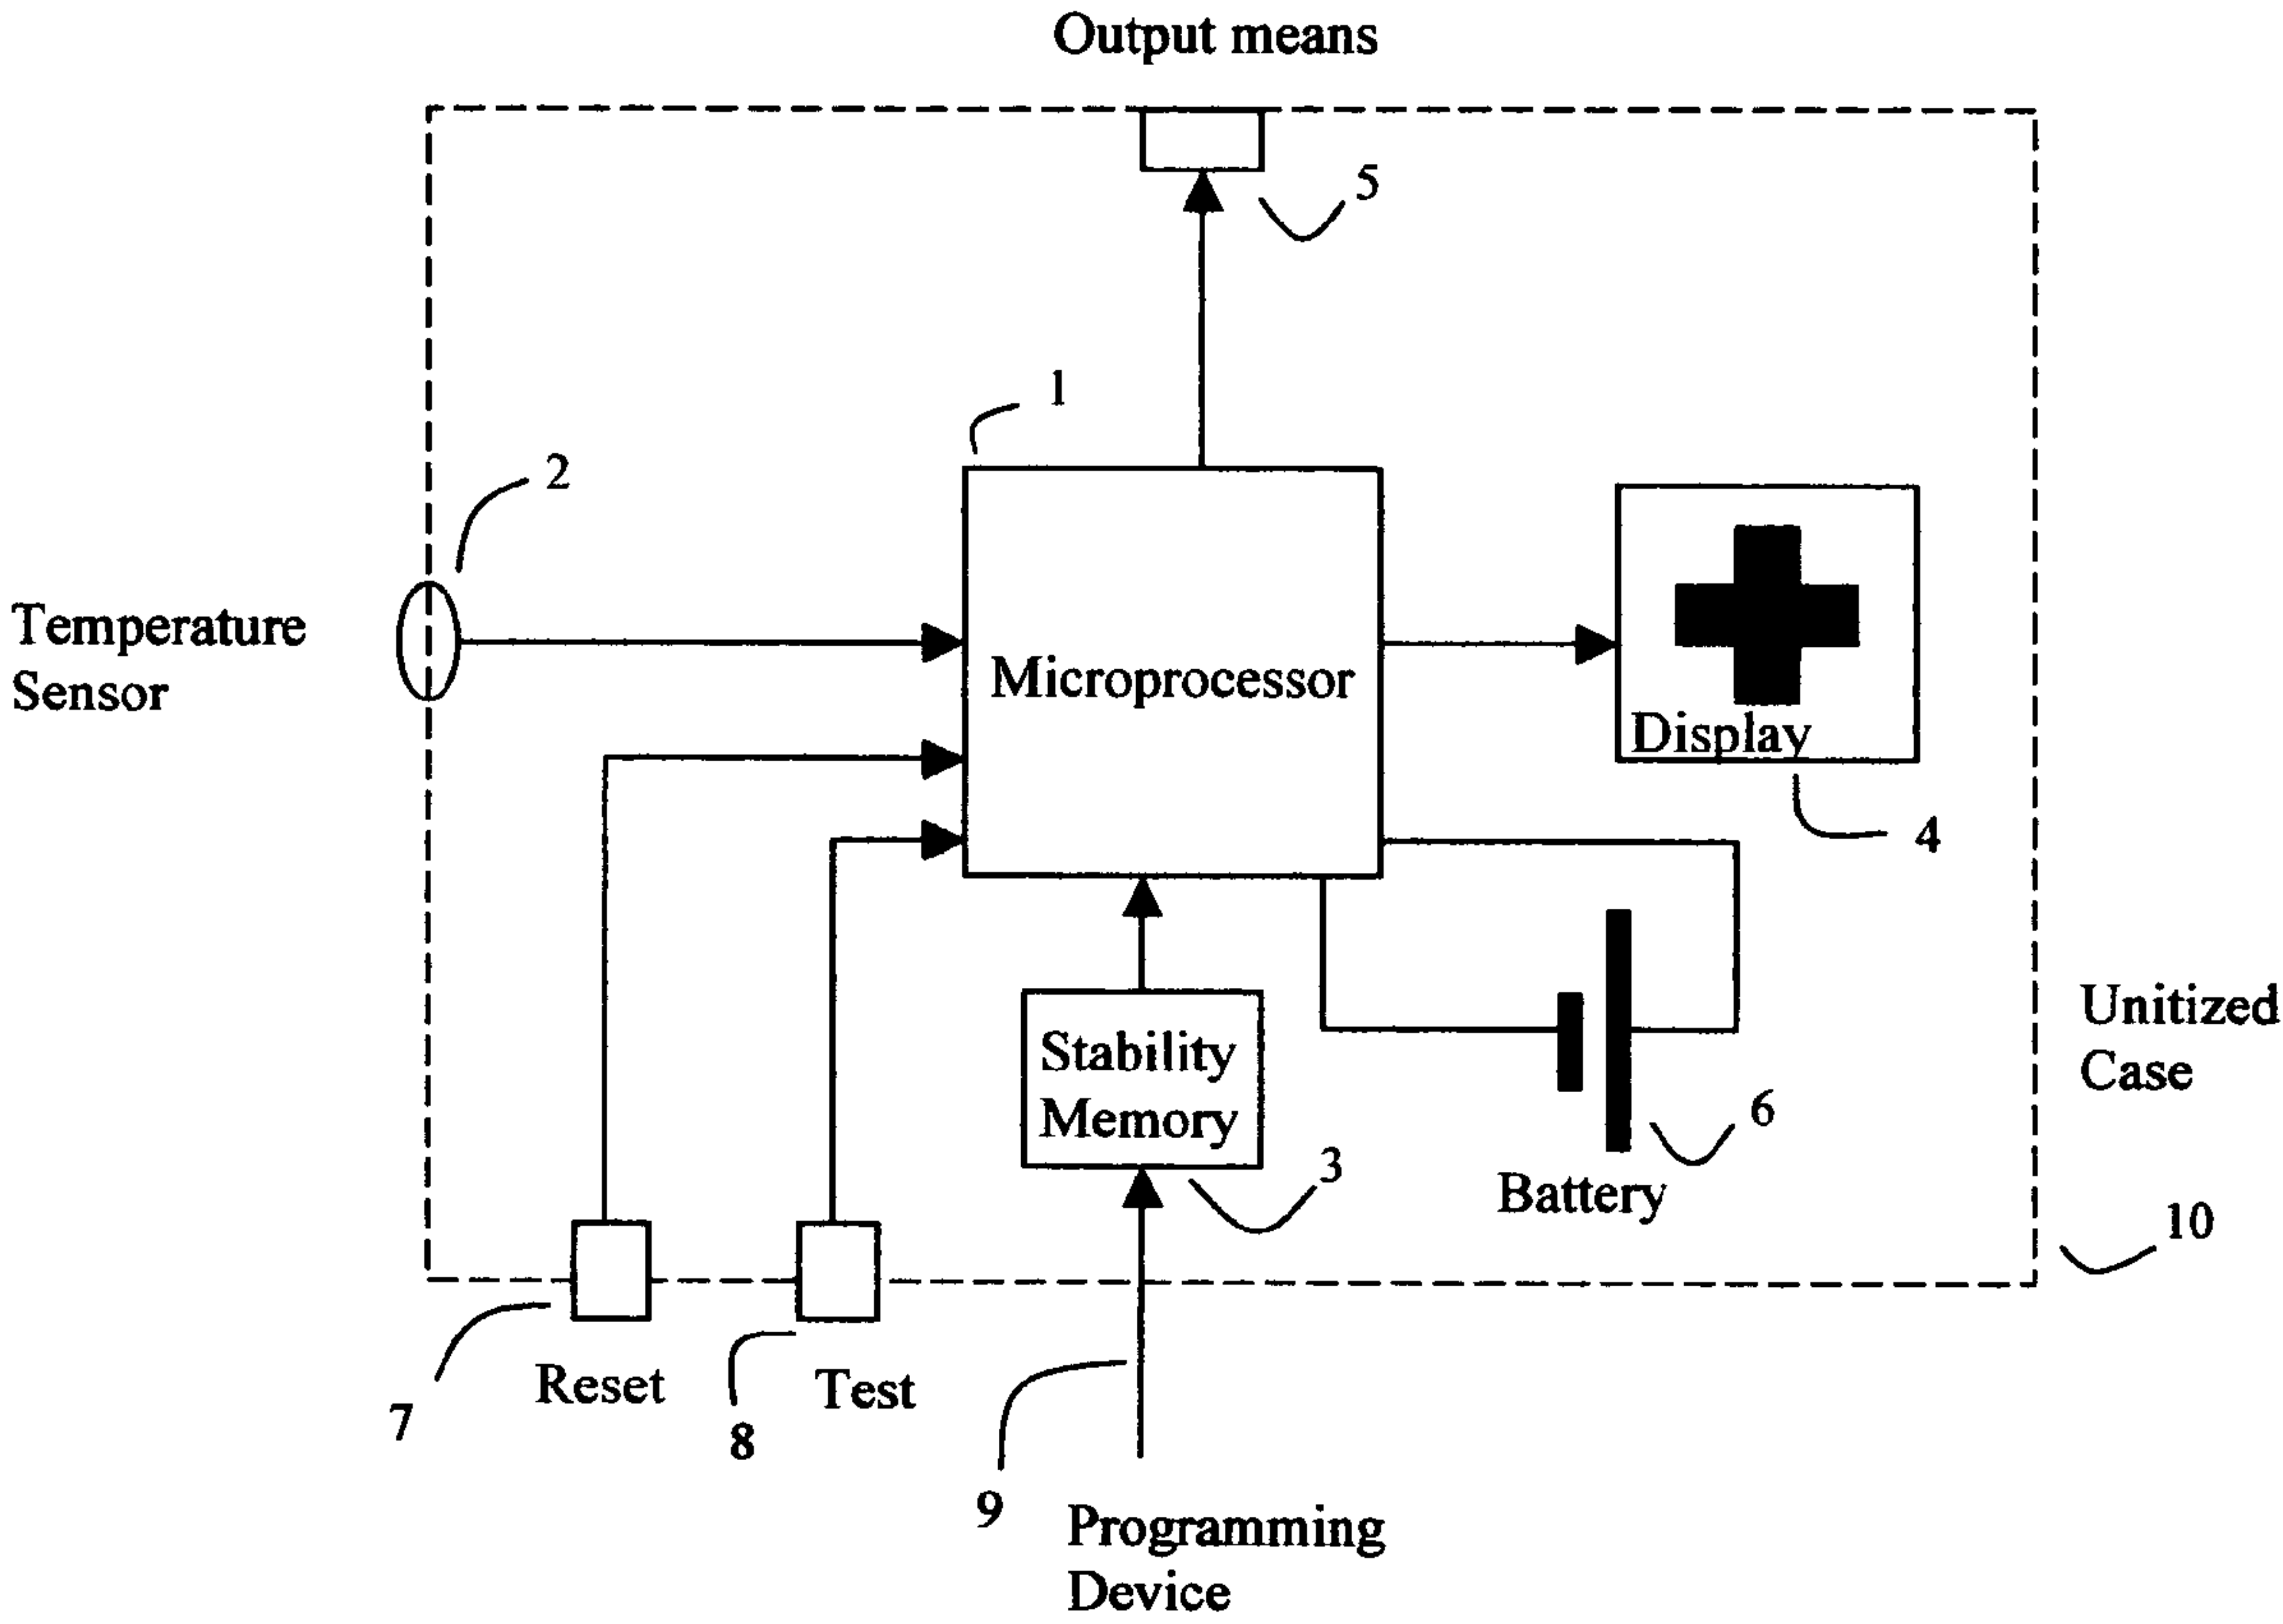 Output means
5
1
2
Temperature
Sensor
Microprocessor
Display
4
Stability
Memory
3
Battery
6
Unitized
Case
10
7
Reset
8
Test
9
Programming
Device